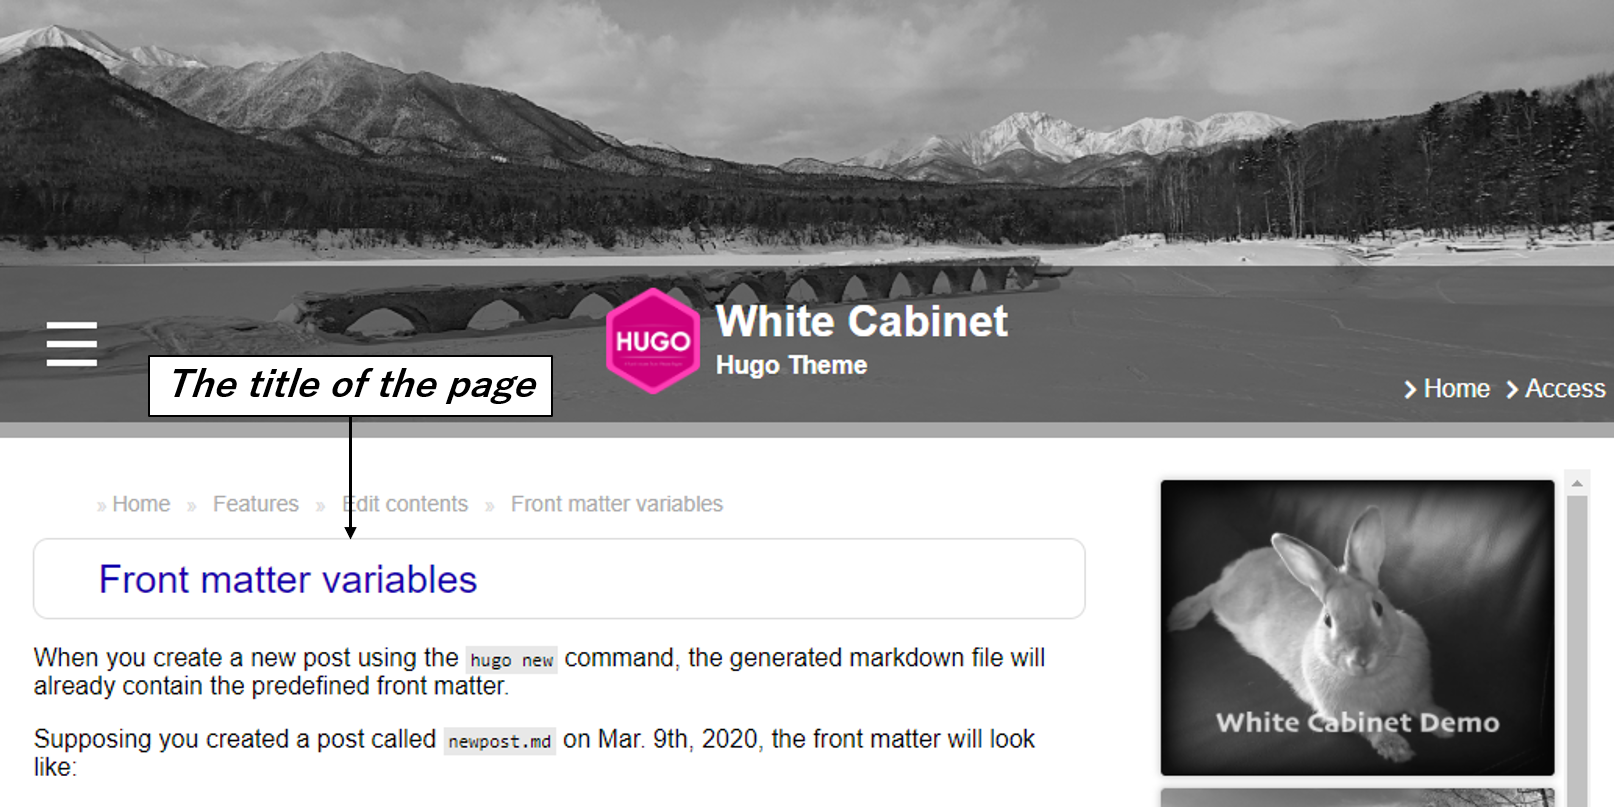 HUGO
White Cabinet
Hugo Theme
The title of the page
Home Access
» Home » Features » Edit contents » Front matter variables
Front matter variables
When you create a new post using the hugo new command, the generated markdown file will
already contain the predefined front matter.
Supposing you created a post called newpost.md on Mar. 9th, 2020, the front matter will look
like:
White Cabinet Demo